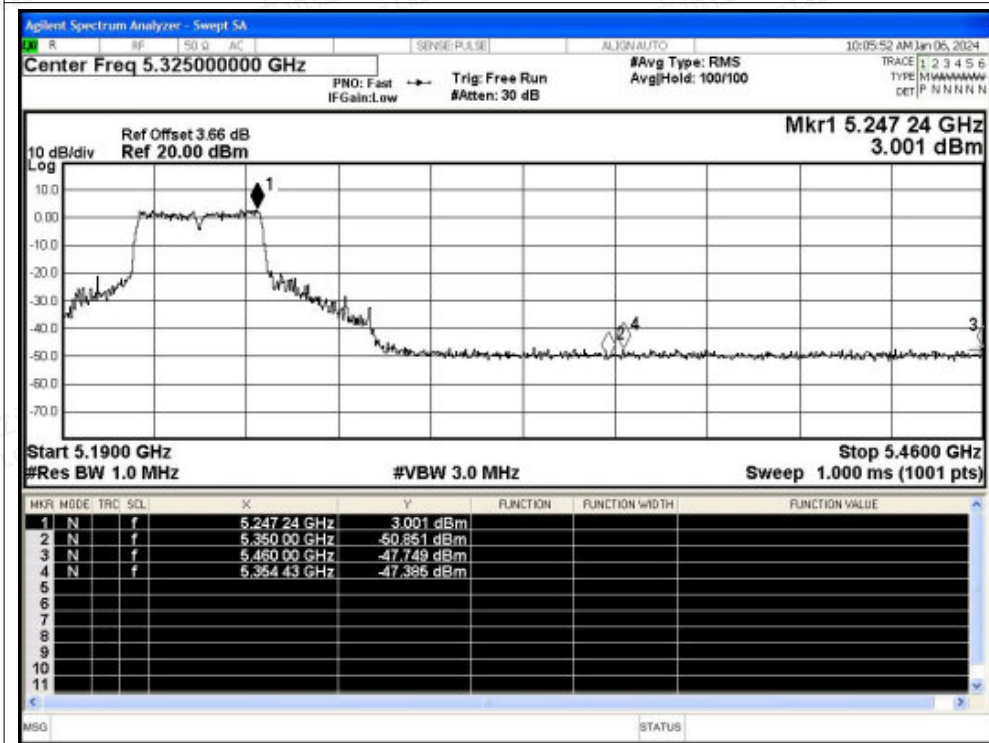 Agilent Spectrum Analyzer - Swept SA
LXI R RF 50 Ω AC SENSE:PULSE ALIGN AUTO 10:05:52 AM Jan 06, 2024
Center Freq 5.325000000 GHz #Avg Type: RMS TRACE 1 2 3 4 5 6
PNO: Fast Trig: Free Run Avg|Hold: 100/100 TYPE M
IFGain:Low #Atten: 30 dB DET P N N N N N
Mkr1 5.247 24 GHz
Ref Offset 3.66 dB
10 dB/div Ref 20.00 dBm 3.001 dBm
Log
10.0
1
0.00
-10.0
-20.0
-30.0
-40.0
2 4 3
-50.0
-60.0
-70.0
Start 5.1900 GHz Stop 5.4600 GHz
#Res BW 1.0 MHz #VBW 3.0 MHz Sweep 1.000 ms (1001 pts)
MKR MODE TRC SCL X Y FUNCTION FUNCTION WIDTH FUNCTION VALUE
1 N f 5.247 24 GHz 3.001 dBm
2 N f 5.350 00 GHz -50.851 dBm
3 N f 5.460 00 GHz -47.749 dBm
4 N f 5.354 43 GHz -47.385 dBm
5
6
7
8
9
10
11
MSG STATUS